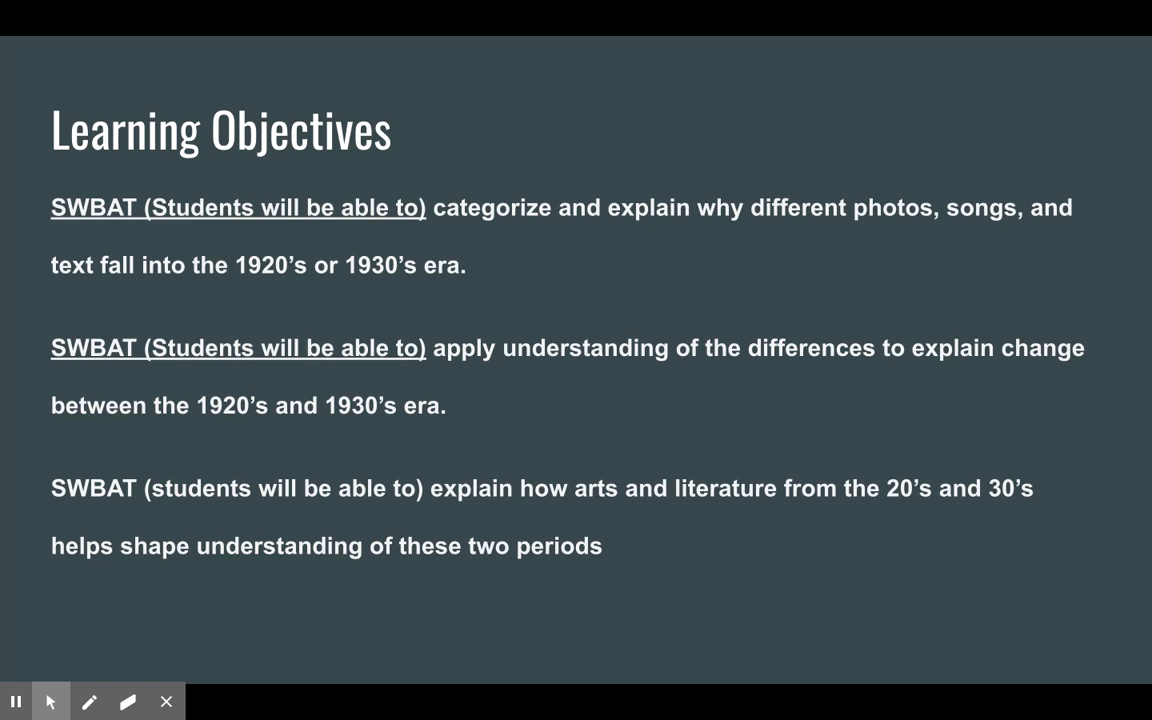 Learning Objectives
SWBAT (Students will be able to) categorize and explain why different photos, songs, and
text fall into the 1920’s or 1930’s era.
SWBAT (Students will be able to) apply understanding of the differences to explain change
between the 1920’s and 1930’s era.
SWBAT (students will be able to) explain how arts and literature from the 20’s and 30’s
helps shape understanding of these two periods